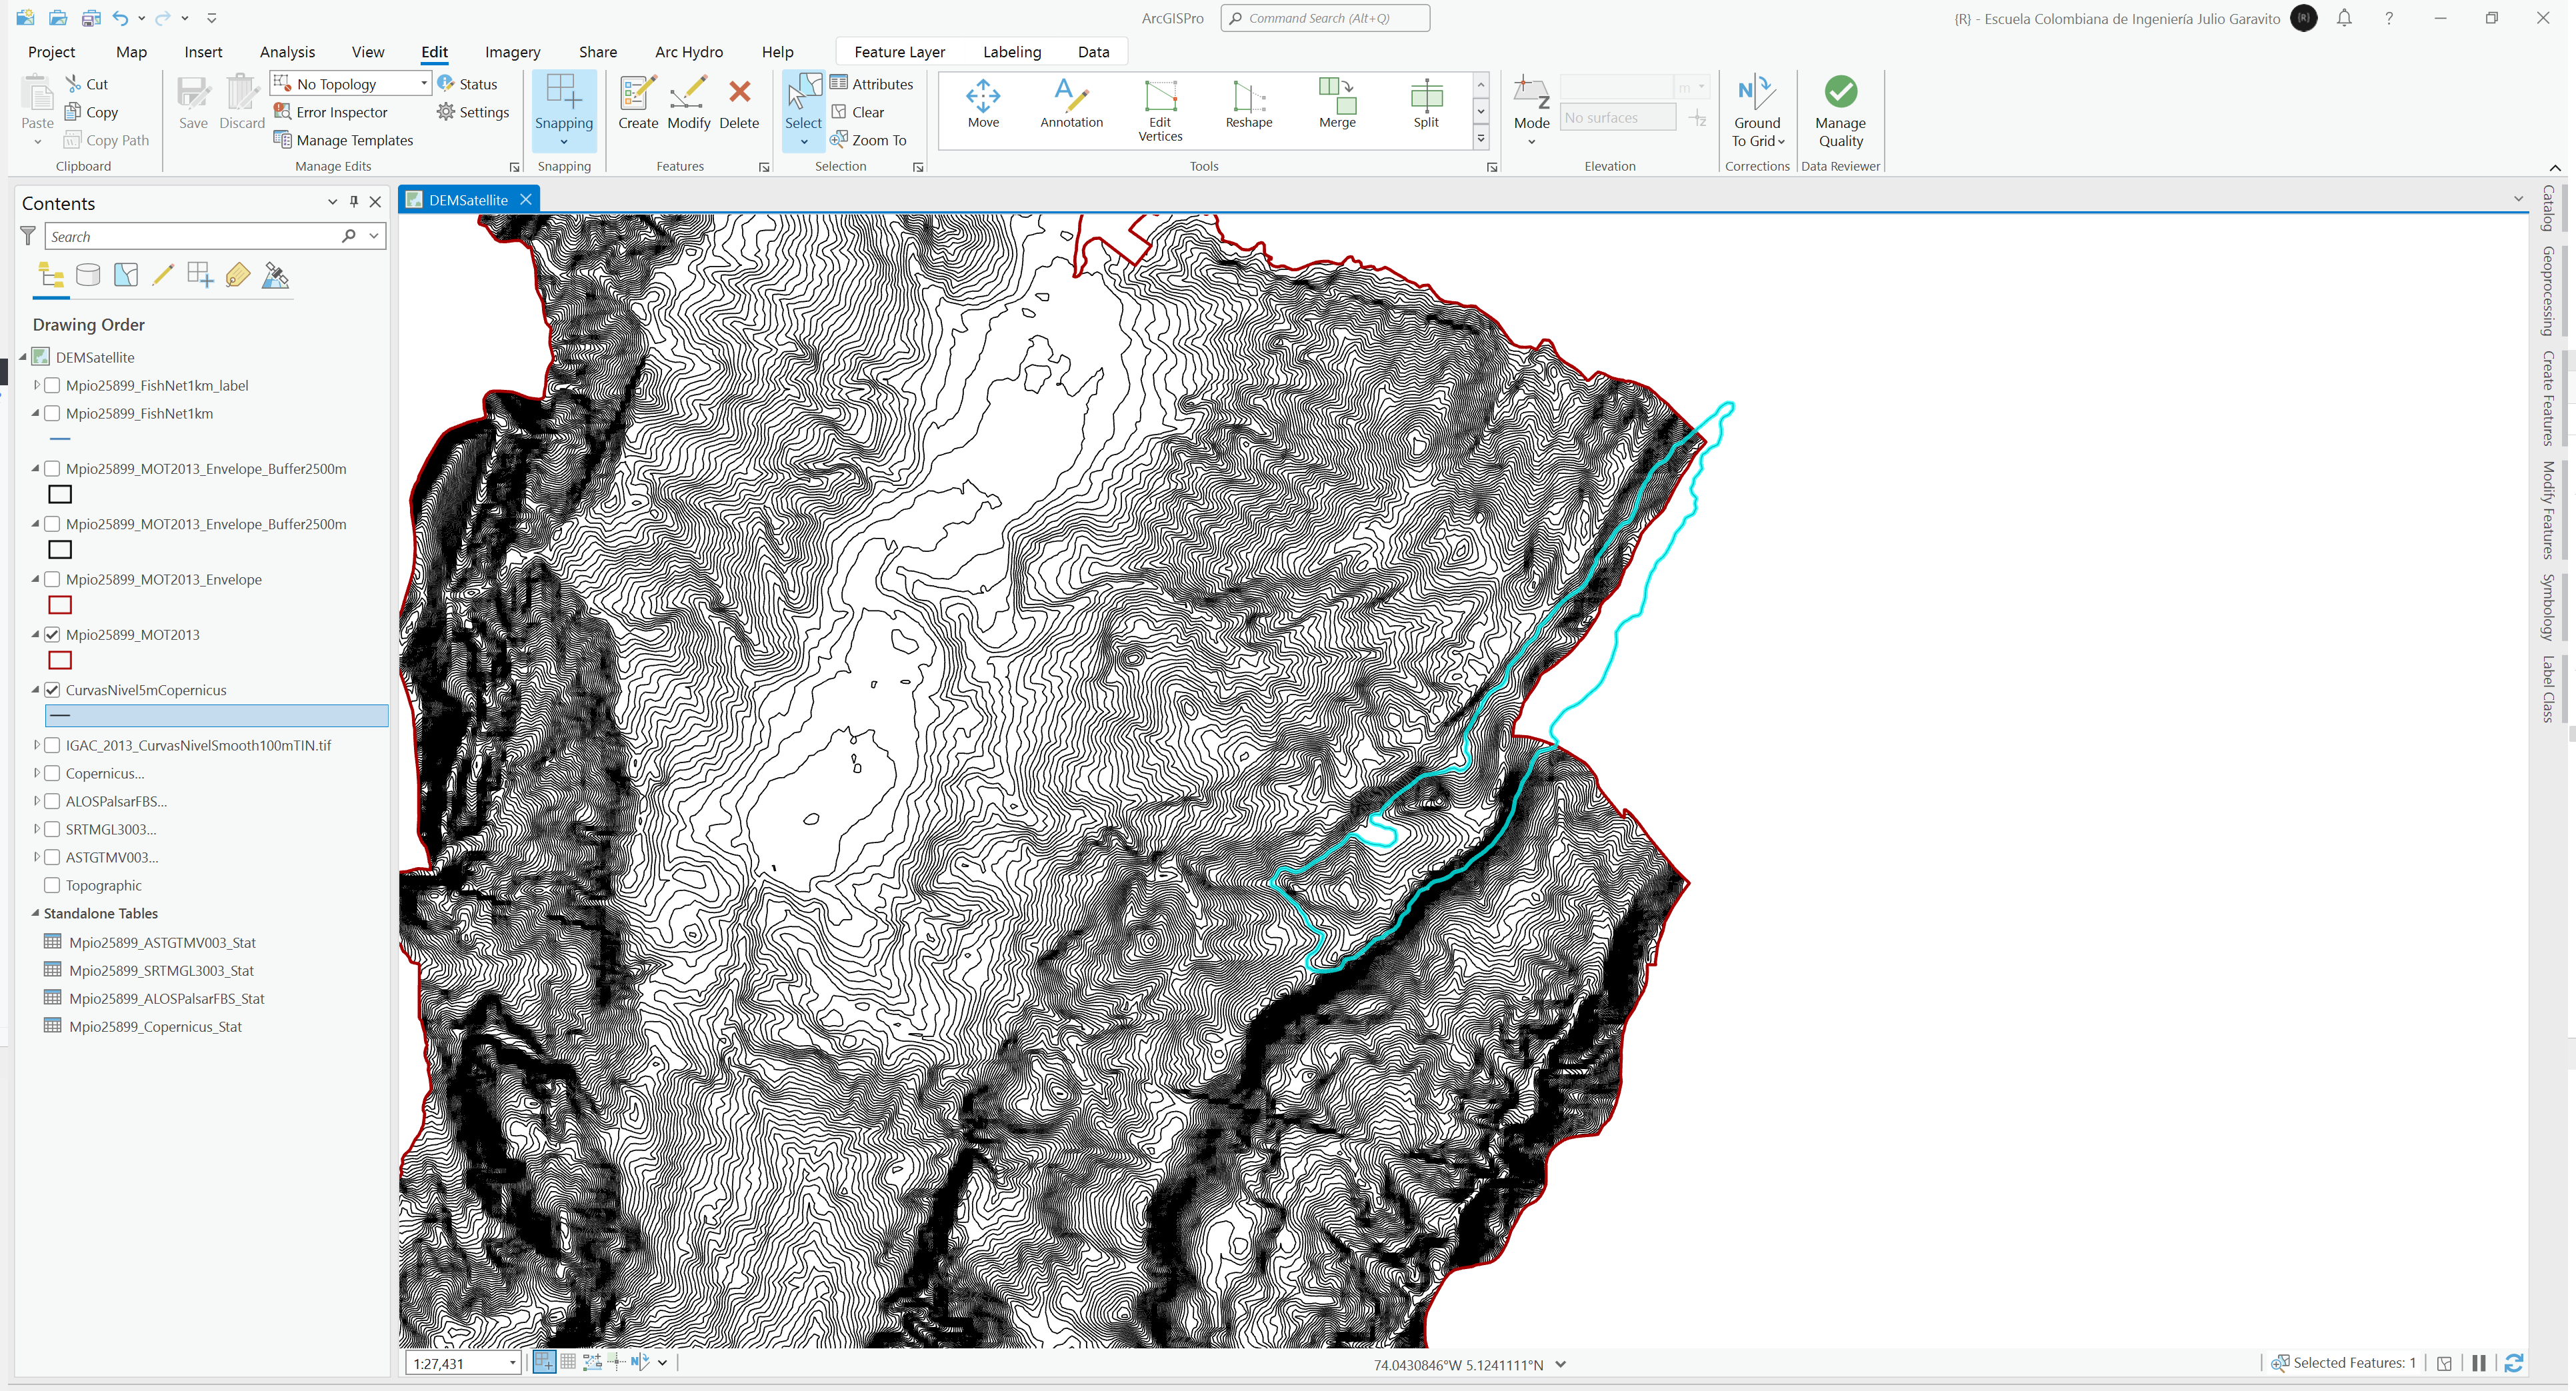 ArcGISPro
Command Search (Alt+Q)
{R} - Escuela Colombiana de Ingeniería Julio Garavito
{R}
?
Project
Map
Insert
Analysis
View
Edit
Imagery
Share
Arc Hydro
Help
Feature Layer
Labeling
Data
Paste
Cut
Copy
Copy Path
Clipboard
Save
Discard
No Topology
Error Inspector
Manage Templates
Status
Settings
Manage Edits
Snapping
Snapping
Create
Modify
Delete
Features
Select
Attributes
Clear
Zoom To
Selection
Move
Annotation
Edit
Vertices
Reshape
Merge
Split
Tools
Z
Mode
m
No surfaces
Elevation
Ground
To Grid
Corrections
Manage
Quality
Data Reviewer
Contents
Search
Drawing Order
DEMSatellite
Mpio25899_FishNet1km_label
Mpio25899_FishNet1km
Mpio25899_MOT2013_Envelope_Buffer2500m
Mpio25899_MOT2013_Envelope_Buffer2500m
Mpio25899_MOT2013_Envelope
Mpio25899_MOT2013
CurvasNivel5mCopernicus
IGAC_2013_CurvasNivelSmooth100mTIN.tif
Copernicus...
ALOSPalsarFBS...
SRTMGL3003...
ASTGTMV003...
Topographic
Standalone Tables
Mpio25899_ASTGTMV003_Stat
Mpio25899_SRTMGL3003_Stat
Mpio25899_ALOSPalsarFBS_Stat
Mpio25899_Copernicus_Stat
DEMSatellite
Catalog
Geoprocessing
Create Features
Modify Features
Symbology
Label Class
1:27,431
74.0430846°W 5.1241111°N
Selected Features: 1